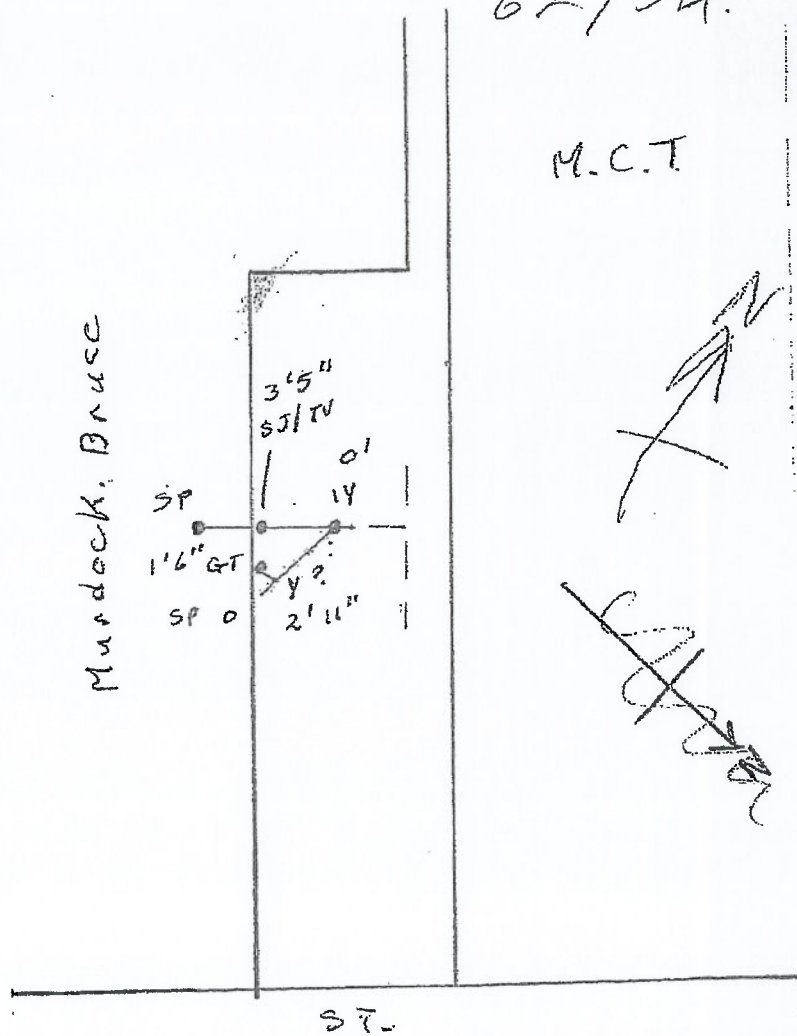 M.C.T
3'5"
SJ/TV
0'
SP
1Y
1'6" GT
Y?
SP 0
2'11"
Murdock. Bruce
N
ST.